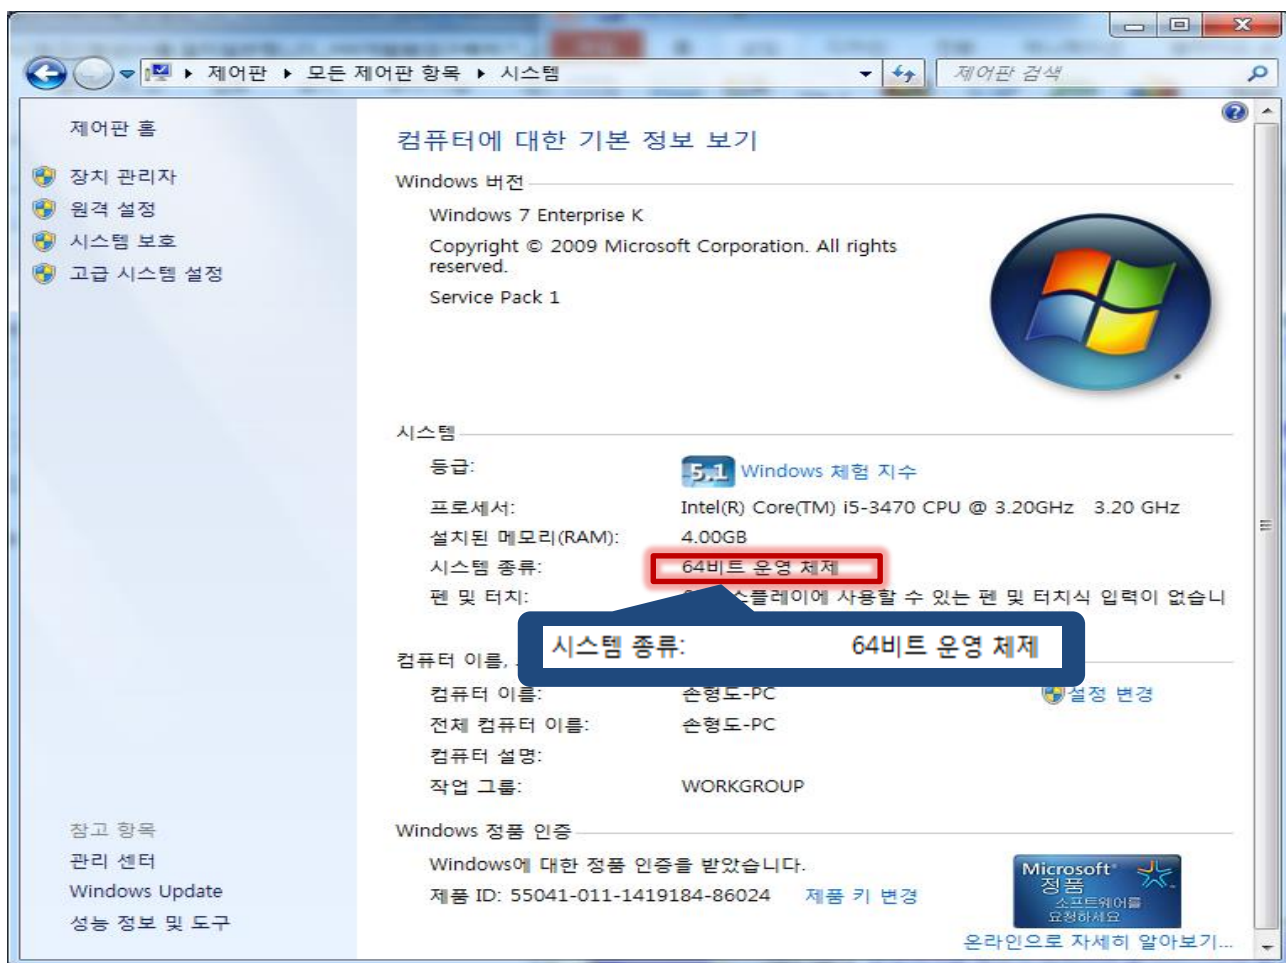 제어판 ▸ 모든 제어판 항목 ▸ 시스템
제어판 검색
제어판 홈
장치 관리자
원격 설정
시스템 보호
고급 시스템 설정
컴퓨터에 대한 기본 정보 보기
Windows 버전
Windows 7 Enterprise K
Copyright © 2009 Microsoft Corporation. All rights
reserved.
Service Pack 1
시스템
등급: 5.1 Windows 체험 지수
프로세서: Intel(R) Core(TM) i5-3470 CPU @ 3.20GHz 3.20 GHz
설치된 메모리(RAM): 4.00GB
시스템 종류: 64비트 운영 체제
펜 및 터치: 사용할 수 있는 펜 및 터치식 입력이 없습니
시스템 종류: 64비트 운영 체제
컴퓨터 이름,
컴퓨터 이름: 손형도-PC 설정 변경
전체 컴퓨터 이름: 손형도-PC
컴퓨터 설명:
작업 그룹: WORKGROUP
Windows 정품 인증
Windows에 대한 정품 인증을 받았습니다.
제품 ID: 55041-011-1419184-86024 제품 키 변경
Microsoft
정품
소프트웨어를
요청하세요
온라인으로 자세히 알아보기...
참고 항목
관리 센터
Windows Update
성능 정보 및 도구